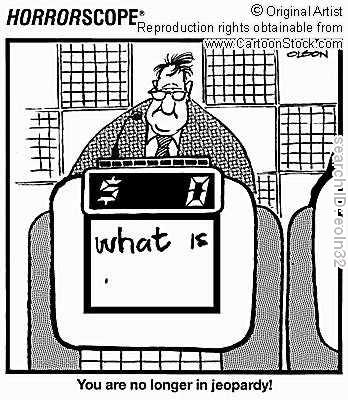 HORRORSCOPE®
© Original Artist
Reproduction rights obtainable from
www.CartoonStock.com
OLSON
$ 0
what is
You are no longer in jeopardy!
search ID: eoln32